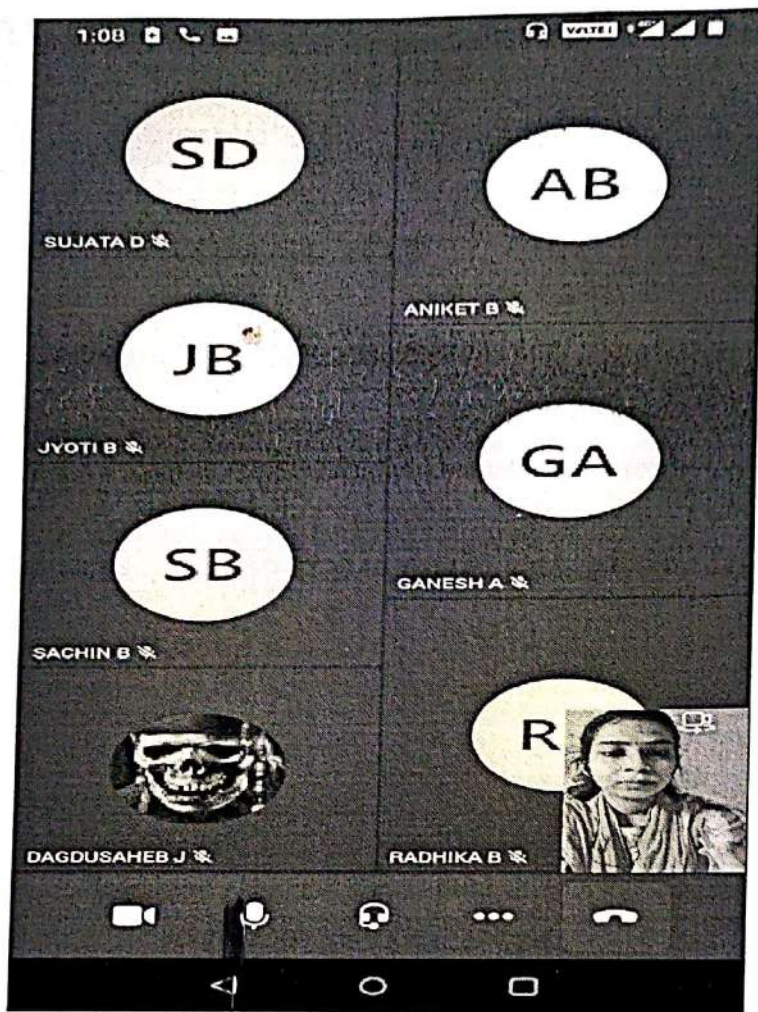 1:08
SD
SUJATA D
AB
ANIKET B
JB
JYOTI B
GA
GANESH A
SB
SACHIN B
DAGDUSAHEB J
R
RADHIKA B